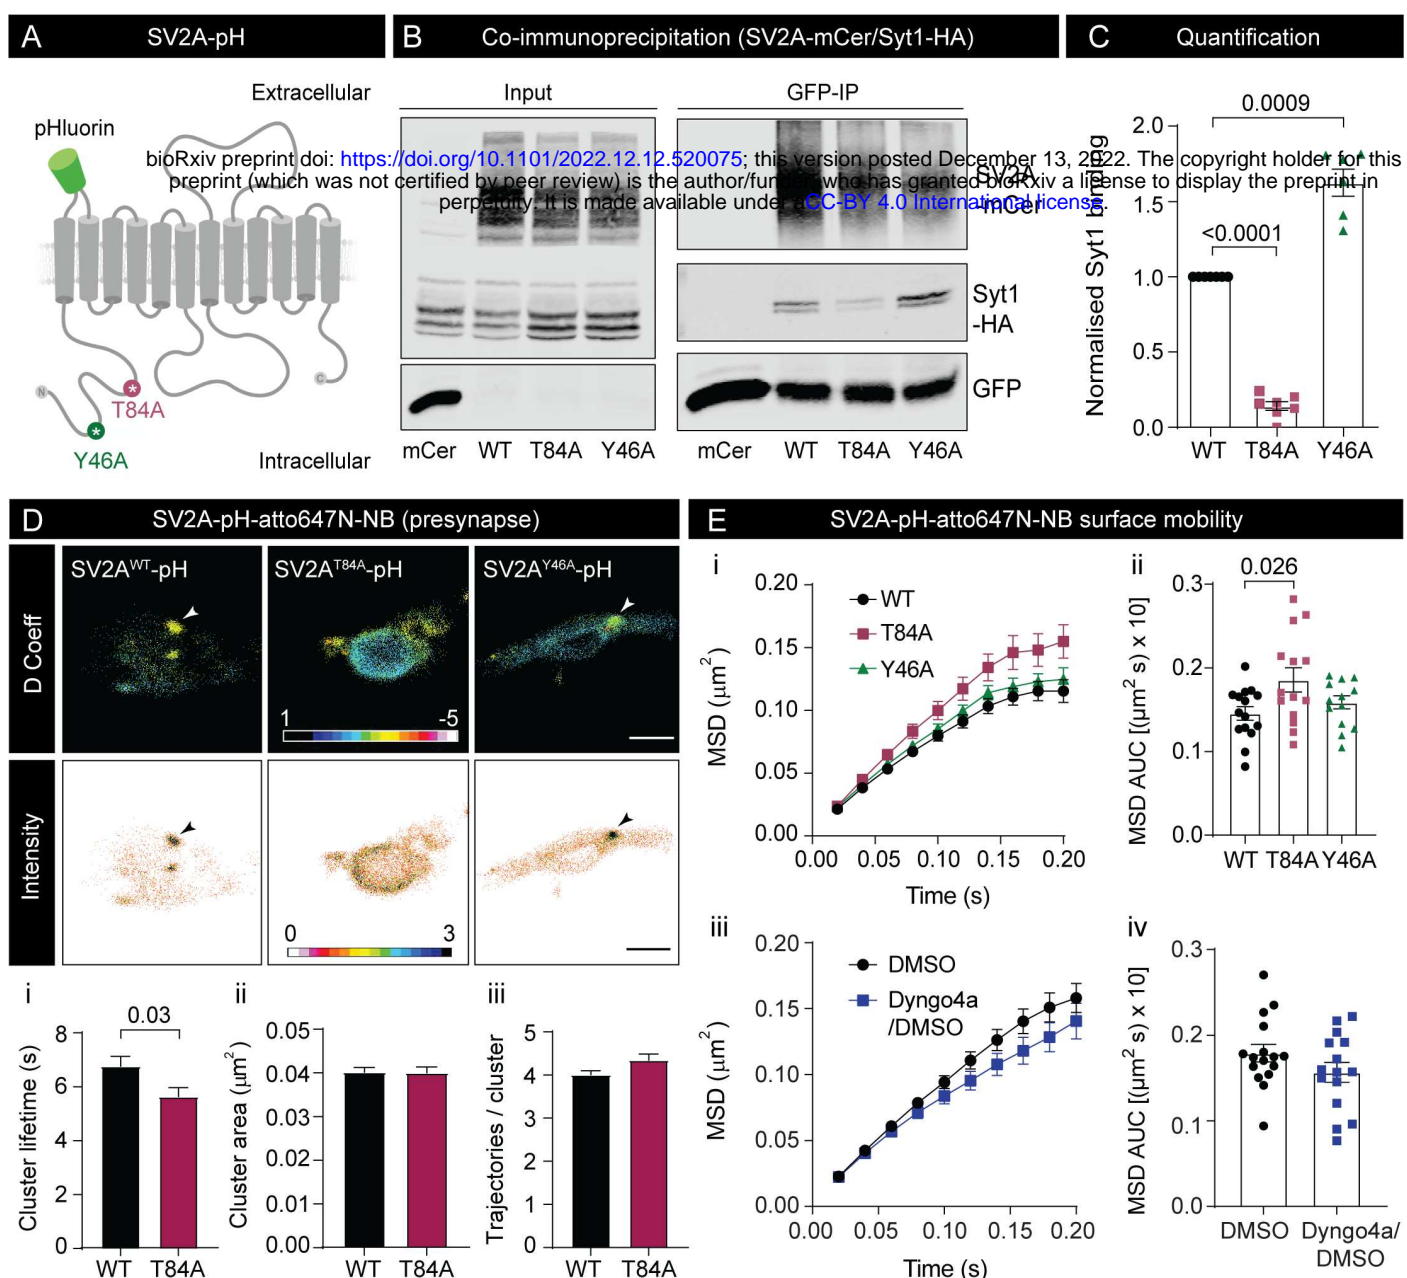 A SV2A-pH
Extracellular
pHluorin
N
C
T84A
Y46A
Intracellular
B Co-immunoprecipitation (SV2A-mCer/Syt1-HA)
Input
GFP-IP
SV2A
-mCer
Syt1
-HA
GFP
mCer WT T84A Y46A
mCer WT T84A Y46A
C Quantification
Normalised Syt1 binding
0.0009
<0.0001
2.0
1.5
1.0
0.5
0.0
WT T84A Y46A
bioRxiv preprint doi: https://doi.org/10.1101/2022.12.12.520075; this version posted December 13, 2022. The copyright holder for this
preprint (which was not certified by peer review) is the author/funder, who has granted bioRxiv a license to display the preprint in
perpetuity. It is made available under aCC-BY 4.0 International license.
D SV2A-pH-atto647N-NB (presynapse)
D Coeff
SV2AWT-pH
SV2AT84A-pH
SV2AY46A-pH
1 -5
Intensity
0 3
i
Cluster lifetime (s)
0.03
8
6
4
2
0
WT T84A
ii
Cluster area (μm2)
0.05
0.04
0.03
0.02
0.01
0.00
WT T84A
iii
Trajectories / cluster
5
4
3
2
1
0
WT T84A
E SV2A-pH-atto647N-NB surface mobility
i
MSD (μm2)
0.20
0.15
0.10
0.05
0.00
WT
T84A
Y46A
0.00 0.05 0.10 0.15 0.20
Time (s)
ii
MSD AUC [(μm2 s) x 10]
0.026
0.3
0.2
0.1
0.0
WT T84A Y46A
iii
MSD (μm2)
0.20
0.15
0.10
0.05
0.00
DMSO
Dyngo4a
/DMSO
0.00 0.05 0.10 0.15 0.20
Time (s)
iv
MSD AUC [(μm2 s) x 10]
0.3
0.2
0.1
0.0
DMSO Dyngo4a/
DMSO